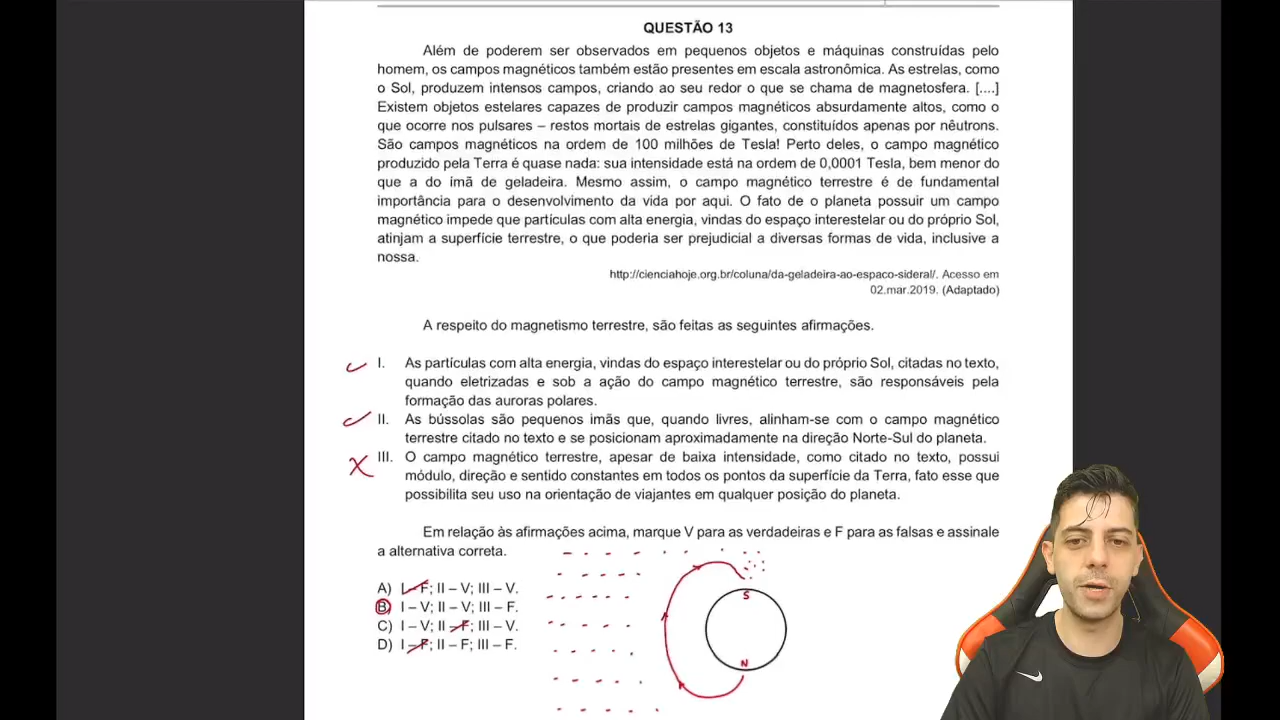 QUESTÃO 13
Além de poderem ser observados em pequenos objetos e máquinas construídas pelo
homem, os campos magnéticos também estão presentes em escala astronômica. As estrelas, como
o Sol, produzem intensos campos, criando ao seu redor o que se chama de magnetosfera. [....]
Existem objetos estelares capazes de produzir campos magnéticos absurdamente altos, como o
que ocorre nos pulsares – restos mortais de estrelas gigantes, constituídos apenas por nêutrons.
São campos magnéticos na ordem de 100 milhões de Tesla! Perto deles, o campo magnético
produzido pela Terra é quase nada: sua intensidade está na ordem de 0,0001 Tesla, bem menor do
que a do ímã de geladeira. Mesmo assim, o campo magnético terrestre é de fundamental
importância para o desenvolvimento da vida por aqui. O fato de o planeta possuir um campo
magnético impede que partículas com alta energia, vindas do espaço interestelar ou do próprio Sol,
atinjam a superfície terrestre, o que poderia ser prejudicial a diversas formas de vida, inclusive a
nossa.
http://cienciahoje.org.br/coluna/da-geladeira-ao-espaco-sideral/. Acesso em
02.mar.2019. (Adaptado)
A respeito do magnetismo terrestre, são feitas as seguintes afirmações.
I. As partículas com alta energia, vindas do espaço interestelar ou do próprio Sol, citadas no texto,
quando eletrizadas e sob a ação do campo magnético terrestre, são responsáveis pela
formação das auroras polares.
II. As bússolas são pequenos imãs que, quando livres, alinham-se com o campo magnético
terrestre citado no texto e se posicionam aproximadamente na direção Norte-Sul do planeta.
III. O campo magnético terrestre, apesar de baixa intensidade, como citado no texto, possui
módulo, direção e sentido constantes em todos os pontos da superfície da Terra, fato esse que
possibilita seu uso na orientação de viajantes em qualquer posição do planeta.
Em relação às afirmações acima, marque V para as verdadeiras e F para as falsas e assinale
a alternativa correta.
A) I – F; II – V; III – V.
B) I – V; II – V; III – F.
C) I – V; II – F; III – V.
D) I – F; II – F; III – F.
S
N